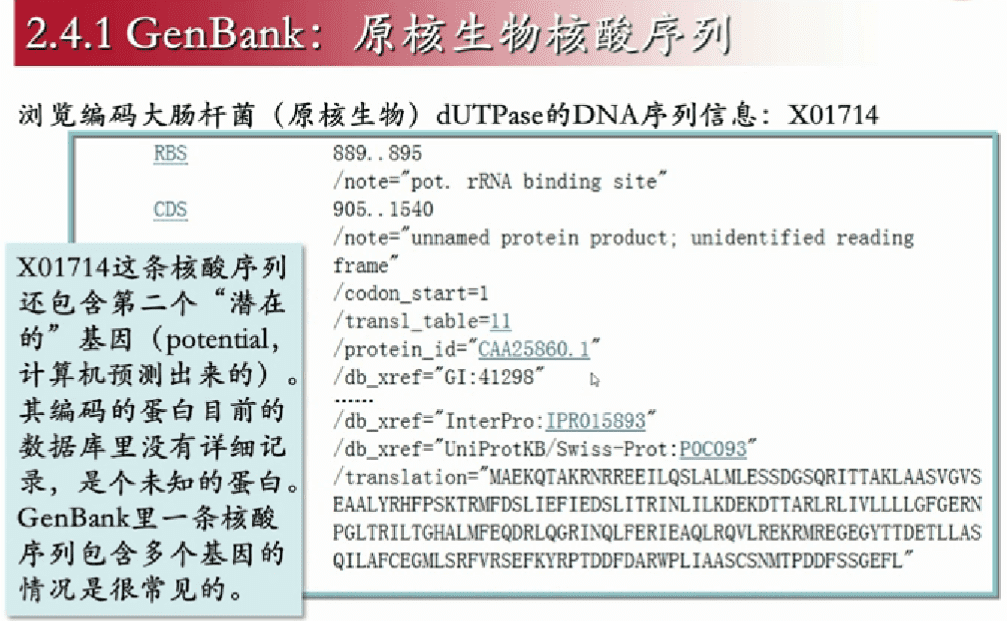 2.4.1 GenBank：原核生物核酸序列
浏览编码大肠杆菌（原核生物）dUTPase的DNA序列信息：X01714
RBS 889..895
/note="pot. rRNA binding site"
CDS 905..1540
/note="unnamed protein product; unidentified reading
frame"
/codon_start=1
/transl_table=11
/protein_id="CAA25860.1"
/db_xref="GI:41298"
......
/db_xref="InterPro:IPR015893"
/db_xref="UniProtKB/Swiss-Prot:P0C093"
/translation="MAEKQTAKRNRREEILQSLALMLESSDGSQRITTAKLAASVGVS
EAALYRHFPSKTRMFDSLIEFIEDSLITRINLILKDEKDTTARLRLIVLLLLGFGERN
PGLTRILTGHALMFEQDRLQGRINQLFERIEAQLRQVLREKRMREGEGYTTDETLLAS
QILAFCEGMLSRFVRSEFKYRPTDDFDARWPLIAASCSNMTPDDFSSGEFL"
X01714这条核酸序列
还包含第二个“潜在
的”基因（potential，
计算机预测出来的）。
其编码的蛋白目前的
数据库里没有详细记
录，是个未知的蛋白。
GenBank里一条核酸
序列包含多个基因的
情况是很常见的。